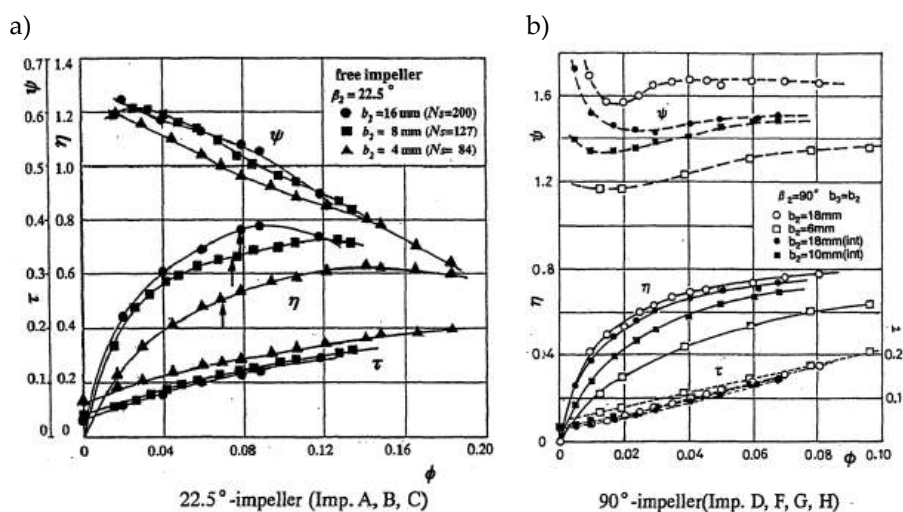 a)
ψ
η
τ
0.7
0.6
0.5
0.4
0.3
0.2
0.1
0
1.4
1.2
1.0
0.8
0.6
0.4
0.2
0
free impeller
β₂ = 22.5°
b₂ = 16 mm (Ns=200)
b₂ = 8 mm (Ns=127)
b₂ = 4 mm (Ns= 84)
ψ
η
τ
0 0.04 0.08 0.12 0.16 0.20
ϕ
22.5°-impeller (Imp. A, B, C)
b)
ψ
η
1.6
1.2
0.8
0
ψ
β₂=90° b₃=b₂
b₂=18mm
b₂=6mm
b₂=18mm(int)
b₂=10mm(int)
η
τ
τ
0.2
0.1
0 0.02 0.04 0.06 0.08 0.10
ϕ
90°-impeller(Imp. D, F, G, H)